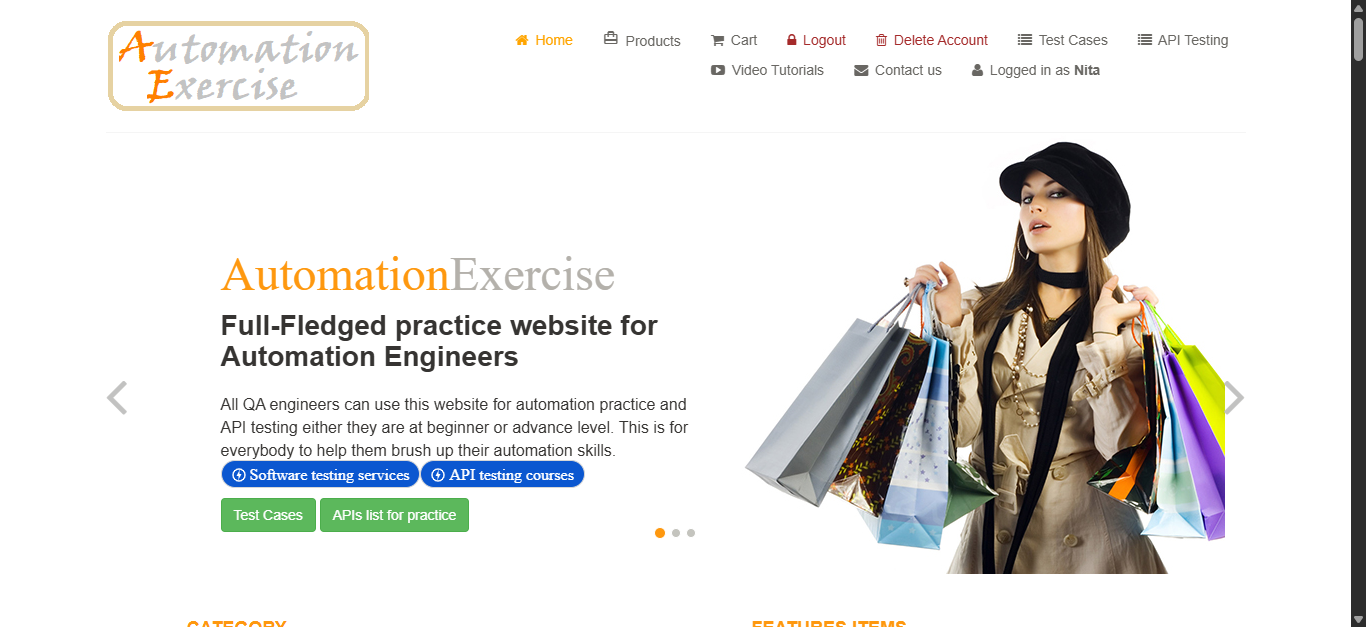 Automation
Exercise
Home Products Cart Logout Delete Account Test Cases API Testing
Video Tutorials Contact us Logged in as Nita
AutomationExercise
Full-Fledged practice website for
Automation Engineers
All QA engineers can use this website for automation practice and
API testing either they are at beginner or advance level. This is for
everybody to help them brush up their automation skills.
Software testing services API testing courses
Test Cases APIs list for practice
CATEGORY FEATURES ITEMS